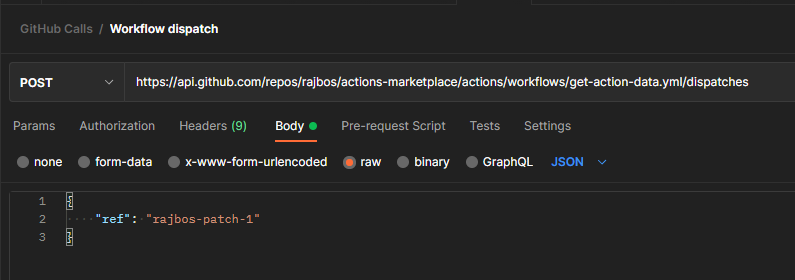 GitHub Calls / Workflow dispatch
POST https://api.github.com/repos/rajbos/actions-marketplace/actions/workflows/get-action-data.yml/dispatches
Params Authorization Headers (9) Body Pre-request Script Tests Settings
none form-data x-www-form-urlencoded raw binary GraphQL JSON
1 {
2 "ref": "rajbos-patch-1"
3 }